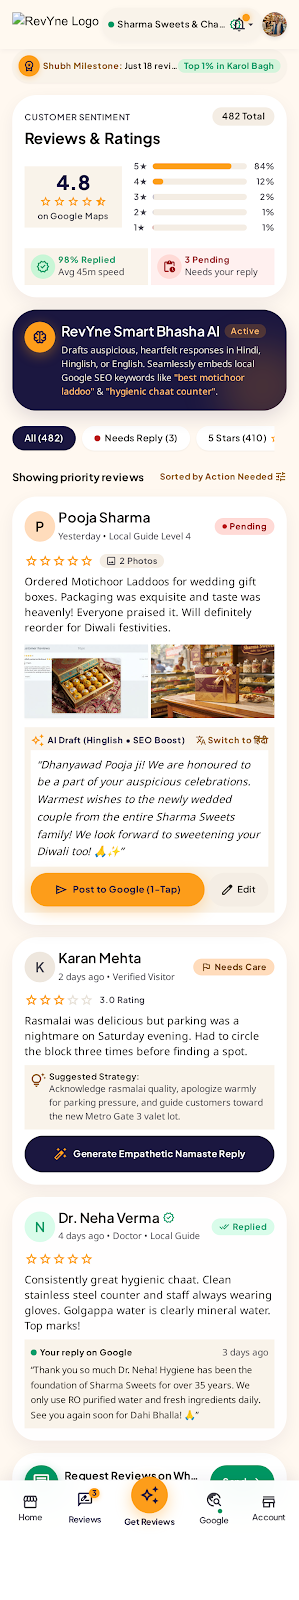 RevYne Logo
Sharma Sweets & Cha...
Shubh Milestone: Just 18 revi... Top 1% in Karol Bagh
CUSTOMER SENTIMENT
482 Total
Reviews & Ratings
4.8
on Google Maps
5★ 84%
4★ 12%
3★ 2%
2★ 1%
1★ 1%
98% Replied
Avg 45m speed
3 Pending
Needs your reply
RevYne Smart Bhasha AI Active
Drafts auspicious, heartfelt responses in Hindi,
Hinglish, or English. Seamlessly embeds local
Google SEO keywords like "best motichoor
laddoo" & "hygienic chaat counter".
All (482) Needs Reply (3) 5 Stars (410)
Showing priority reviews Sorted by Action Needed
P Pooja Sharma
Yesterday • Local Guide Level 4
Pending
2 Photos
Ordered Motichoor Laddoos for wedding gift
boxes. Packaging was exquisite and taste was
heavenly! Everyone praised it. Will definitely
reorder for Diwali festivities.
AI Draft (Hinglish • SEO Boost) Switch to हिंदी
"Dhanyawad Pooja ji! We are honoured to
be a part of your auspicious celebrations.
Warmest wishes to the newly wedded
couple from the entire Sharma Sweets
family! We look forward to sweetening your
Diwali too! 🙏✨"
Post to Google (1-Tap) Edit
K Karan Mehta
2 days ago • Verified Visitor
Needs Care
3.0 Rating
Rasmalai was delicious but parking was a
nightmare on Saturday evening. Had to circle
the block three times before finding a spot.
Suggested Strategy:
Acknowledge rasmalai quality, apologize warmly
for parking pressure, and guide customers toward
the new Metro Gate 3 valet lot.
Generate Empathetic Namaste Reply
N Dr. Neha Verma
4 days ago • Doctor • Local Guide
Replied
Consistently great hygienic chaat. Clean
stainless steel counter and staff always wearing
gloves. Golgappa water is clearly mineral water.
Top marks!
Your reply on Google 3 days ago
"Thank you so much Dr. Neha! Hygiene has been the
foundation of Sharma Sweets for over 35 years. We
only use RO purified water and fresh ingredients daily.
See you again soon for Dahi Bhalla! 🙏"
Request Reviews on Wh...
3
Home Reviews Get Reviews Google Account